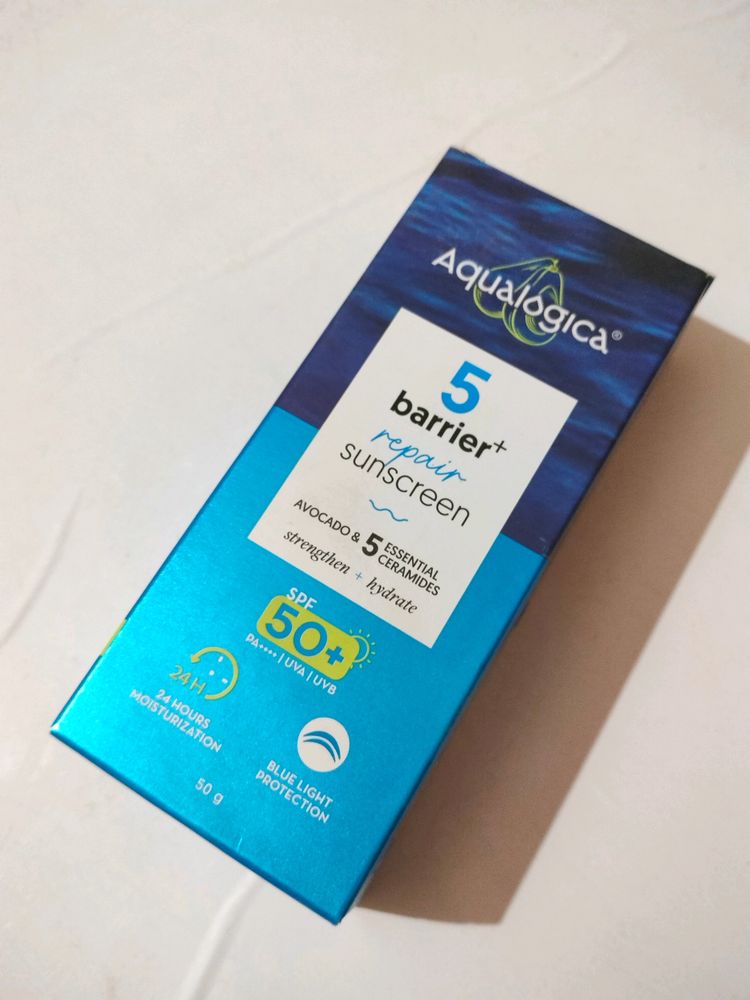 Aqualogica®
5
barrier+
repair
sunscreen
AVOCADO & 5 ESSENTIAL
CERAMIDES
strengthen + hydrate
SPF
50+
PA++++ | UVA | UVB
24 H
24 HOURS
MOISTURIZATION
BLUE LIGHT
PROTECTION
50 g